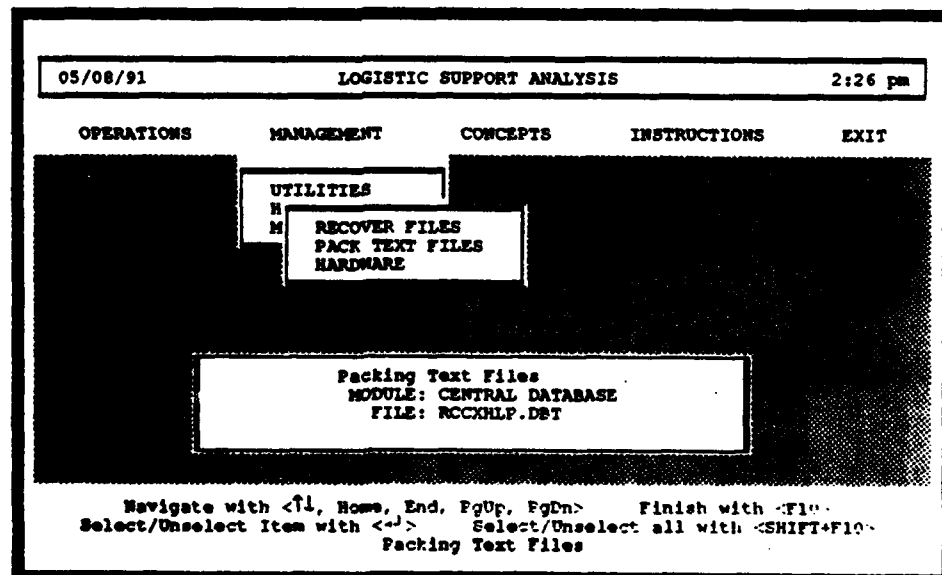 05/08/91 LOGISTIC SUPPORT ANALYSIS 2:26 pm
OPERATIONS MANAGEMENT CONCEPTS INSTRUCTIONS EXIT
UTILITIES
H
M
RECOVER FILES
PACK TEXT FILES
HARDWARE
Packing Text Files
MODULE: CENTRAL DATABASE
FILE: RCCXHLP.DBT
Navigate with <↑↓, Home, End, PgUp, PgDn> Finish with
Select/Unselect Item with <↵> Select/Unselect all with <SHIFT+F10>
Packing Text Files